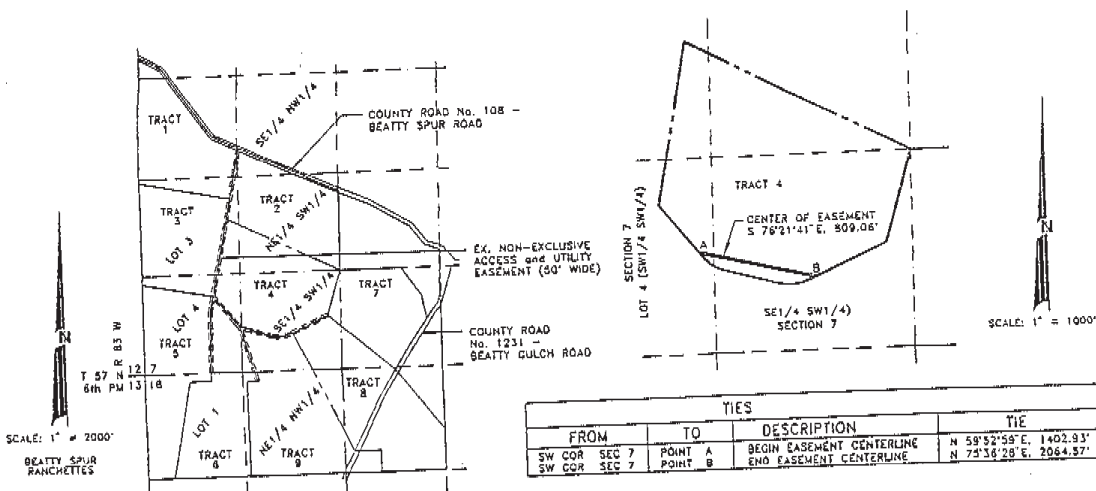 TRACT
1
SE1/4 NW1/4
COUNTY ROAD No. 108 –
BEATTY SPUR ROAD
TRACT
2
TRACT
3
LOT 3
NE1/4 SW1/4
EX. NON-EXCLUSIVE
ACCESS and UTILITY
EASEMENT (50' WIDE)
TRACT
4
SE1/4 SW1/4
TRACT
7
LOT 4
TRACT
5
COUNTY ROAD
No. 1231 –
BEATTY GULCH ROAD
R 83 W
T 57 N
6th PM
12 7
13 18
TRACT
8
LOT 1
NE1/4 NW1/4
TRACT
6
TRACT
9
N
SCALE: 1" = 2000'
BEATTY SPUR
RANCHETTES
TRACT 4
CENTER OF EASEMENT
S 76°21'41"E, 809.06'
A
B
SECTION 7
LOT 4 (SW1/4 SW1/4)
SE1/4 SW1/4)
SECTION 7
N
SCALE: 1" = 1000'
TIES
FROM TO DESCRIPTION TIE
SW COR SEC 7 POINT A BEGIN EASEMENT CENTERLINE N 59°52'59"E, 1402.93'
SW COR SEC 7 POINT B END EASEMENT CENTERLINE N 75°36'28"E, 2064.57'